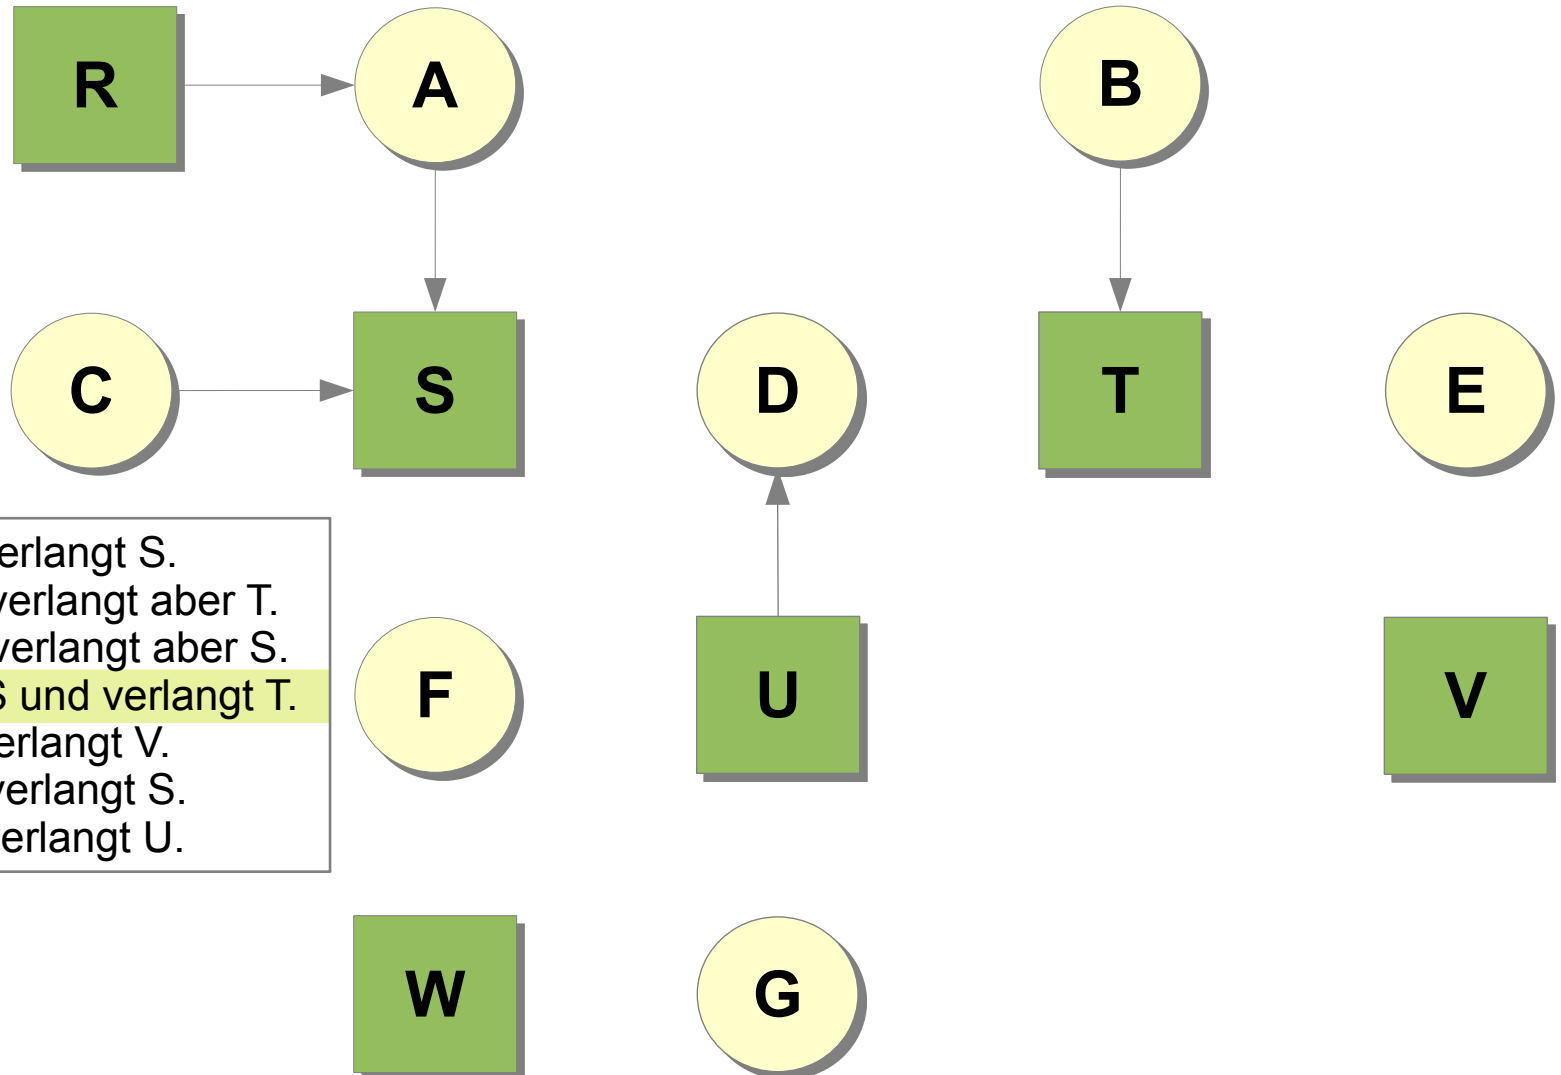 R A B
C S D T E
erlangt S.
verlangt aber T.
verlangt aber S.
S und verlangt T.
erlangt V.
verlangt S.
erlangt U.
F U V
W G